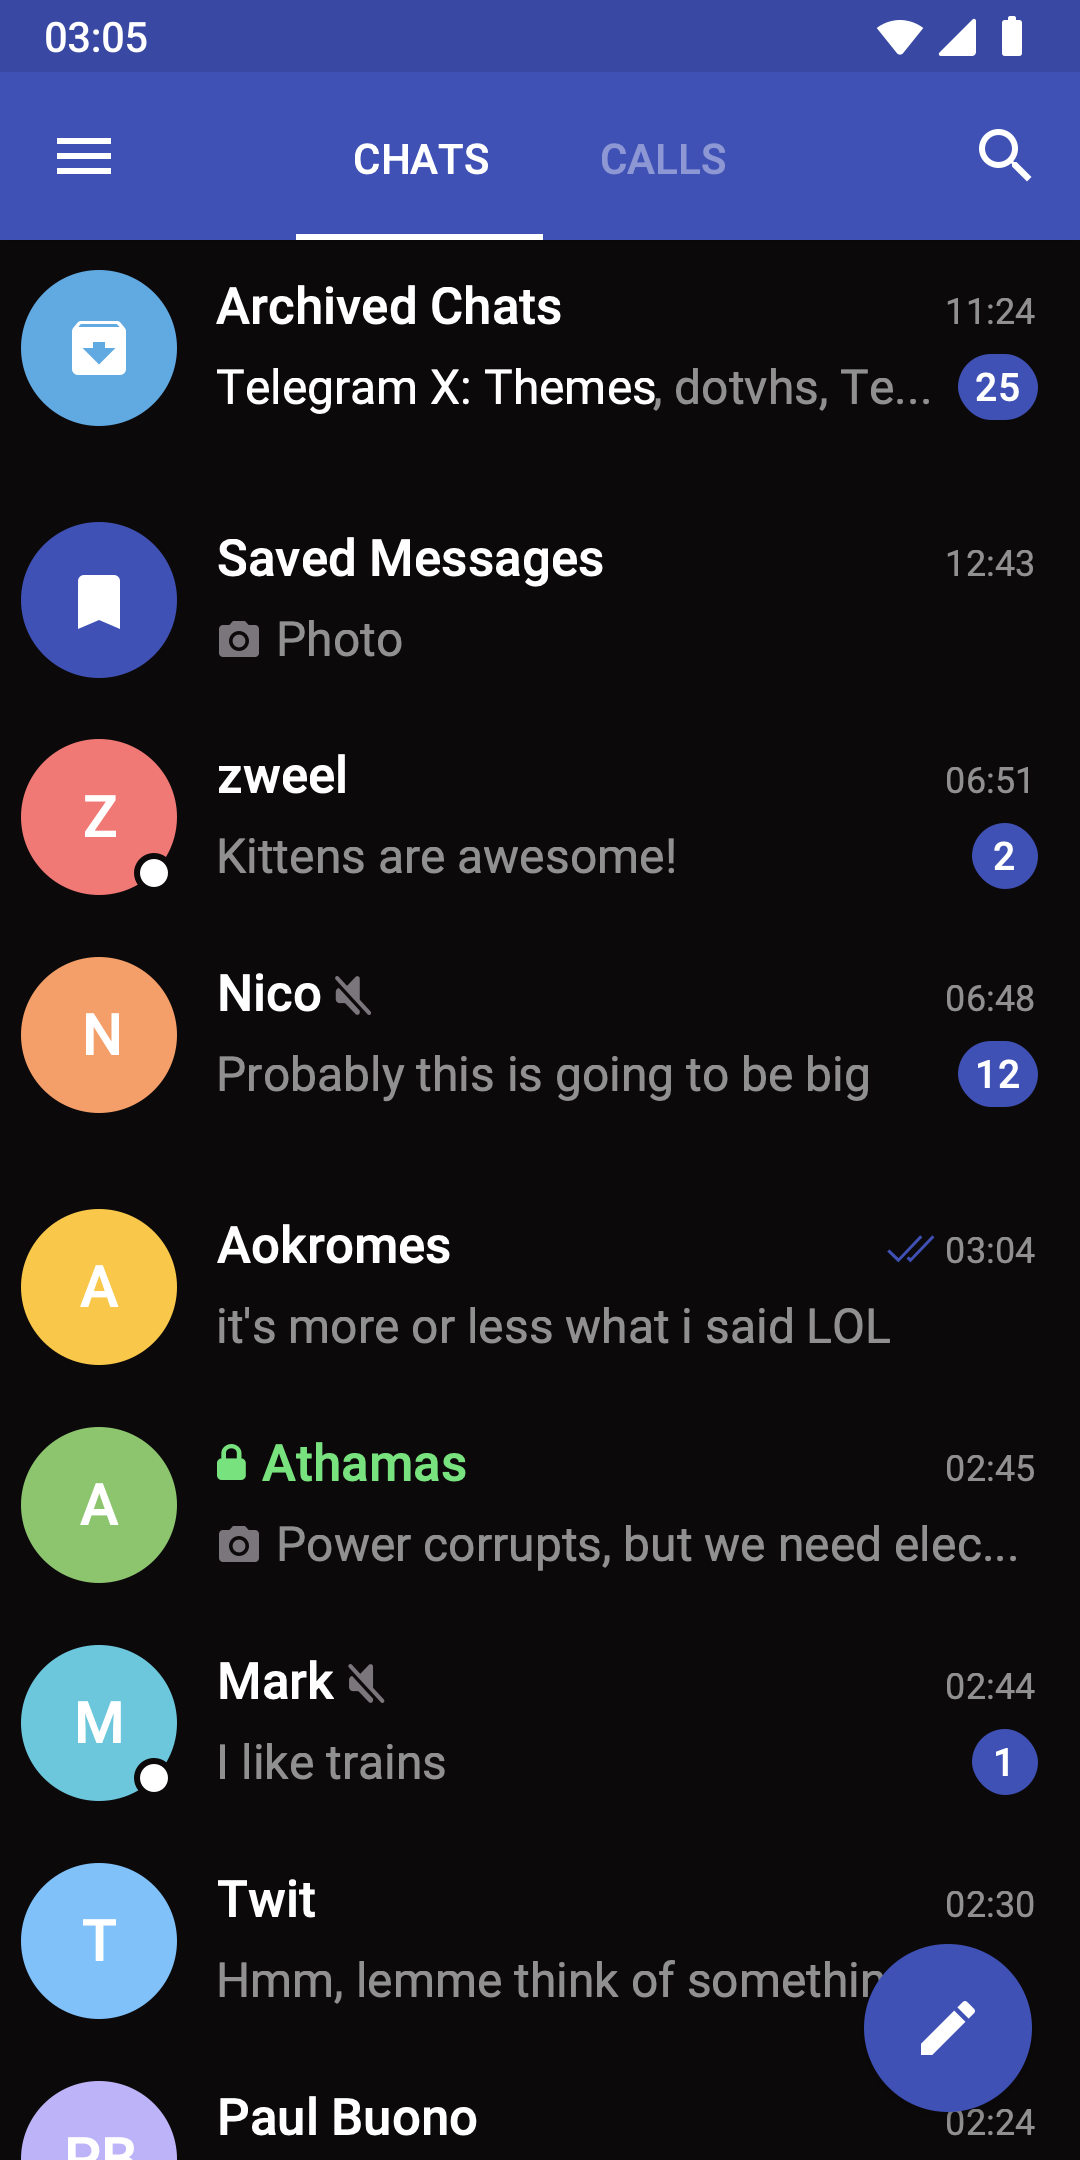 03:05
CHATS CALLS
Archived Chats 11:24
Telegram X: Themes, dotvhs, Te... 25
Saved Messages 12:43
Photo
Z zweel 06:51
Kittens are awesome! 2
N Nico 06:48
Probably this is going to be big 12
A Aokromes 03:04
it's more or less what i said LOL
A Athamas 02:45
Power corrupts, but we need elec...
M Mark 02:44
I like trains 1
T Twit 02:30
Hmm, lemme think of somethin
PB Paul Buono 02:24